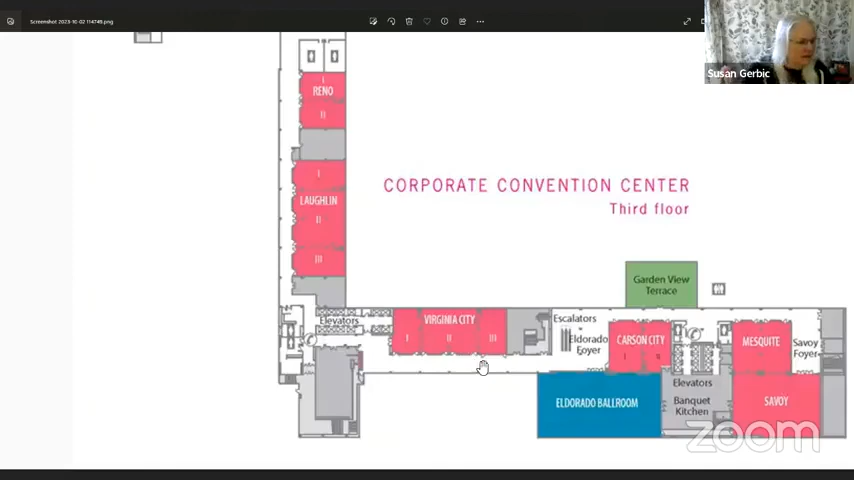 Screenshot 2023-10-02 114749.png
Susan Gerbic
I
RENO
II
I
LAUGHLIN
II
III
CORPORATE CONVENTION CENTER
Third floor
Garden View
Terrace
Elevators
VIRGINIA CITY
I
II
III
Escalators
Eldorado
Foyer
CARSON CITY
I
II
MESQUITE
Savoy
Foyer
Elevators
Banquet
Kitchen
ELDORADO BALLROOM
SAVOY
zoom